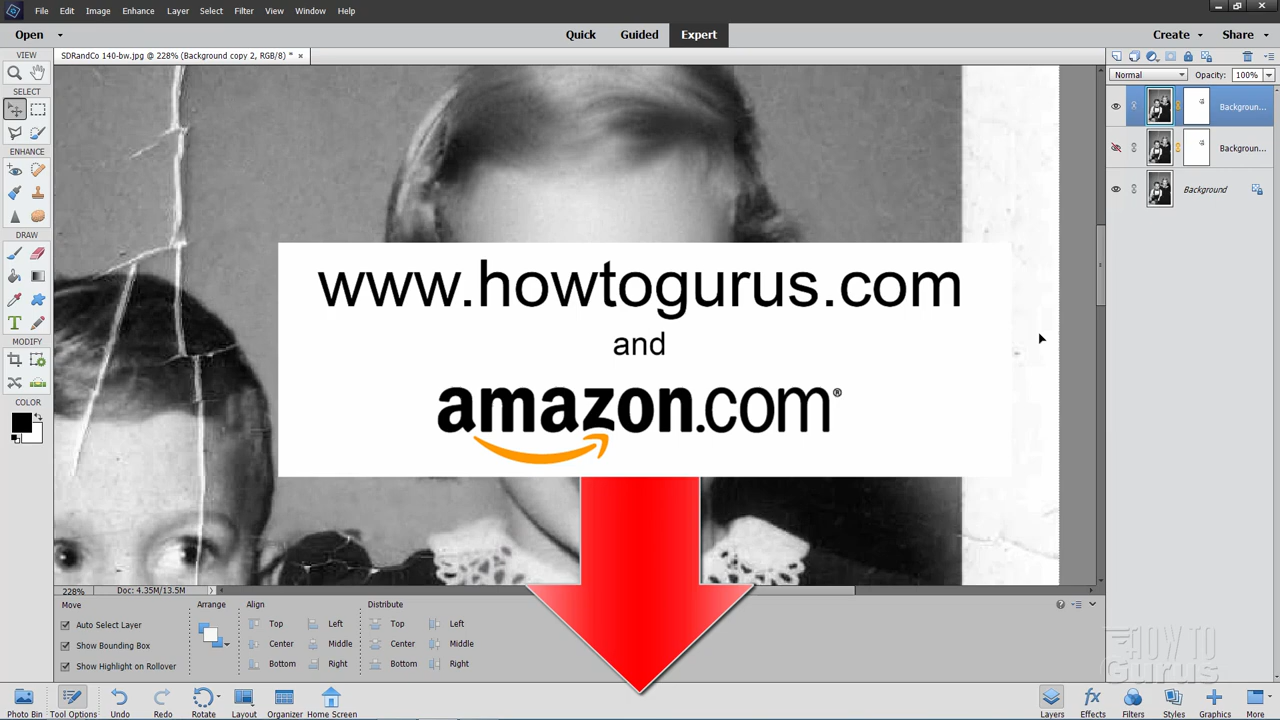 File Edit Image Enhance Layer Select Filter View Window Help
Open
Quick Guided Expert
Create Share
SDRandCo 140-bw.jpg @ 228% (Background copy 2, RGB/8) * ×
VIEW
SELECT
ENHANCE
DRAW
MODIFY
COLOR
Normal Opacity: 100%
Backgroun...
Backgroun...
Background
www.howtogurus.com
and
amazon.com®
228% Doc: 4.35M/13.5M
Move
Auto Select Layer
Show Bounding Box
Show Highlight on Rollover
Arrange
Align
Top Left
Center Middle
Bottom Right
Distribute
Top Left
Center Middle
Bottom Right
HOW TO
Gurus
Photo Bin Tool Options Undo Redo Rotate Layout Organizer Home Screen
Layers Effects Filters Styles Graphics More